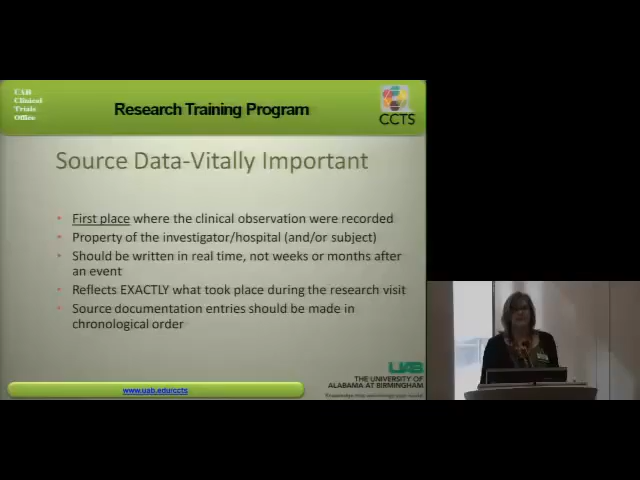 UAB
Clinical
Trials
Office
Research Training Program
CCTS
Source Data-Vitally Important
First place where the clinical observation were recorded
Property of the investigator/hospital (and/or subject)
Should be written in real time, not weeks or months after
an event
Reflects EXACTLY what took place during the research visit
Source documentation entries should be made in
chronological order
www.uab.edu/ccts
UAB
THE UNIVERSITY OF
ALABAMA AT BIRMINGHAM